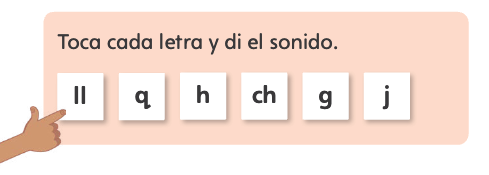 Toca cada letra y di el sonido.
ll q h ch g j